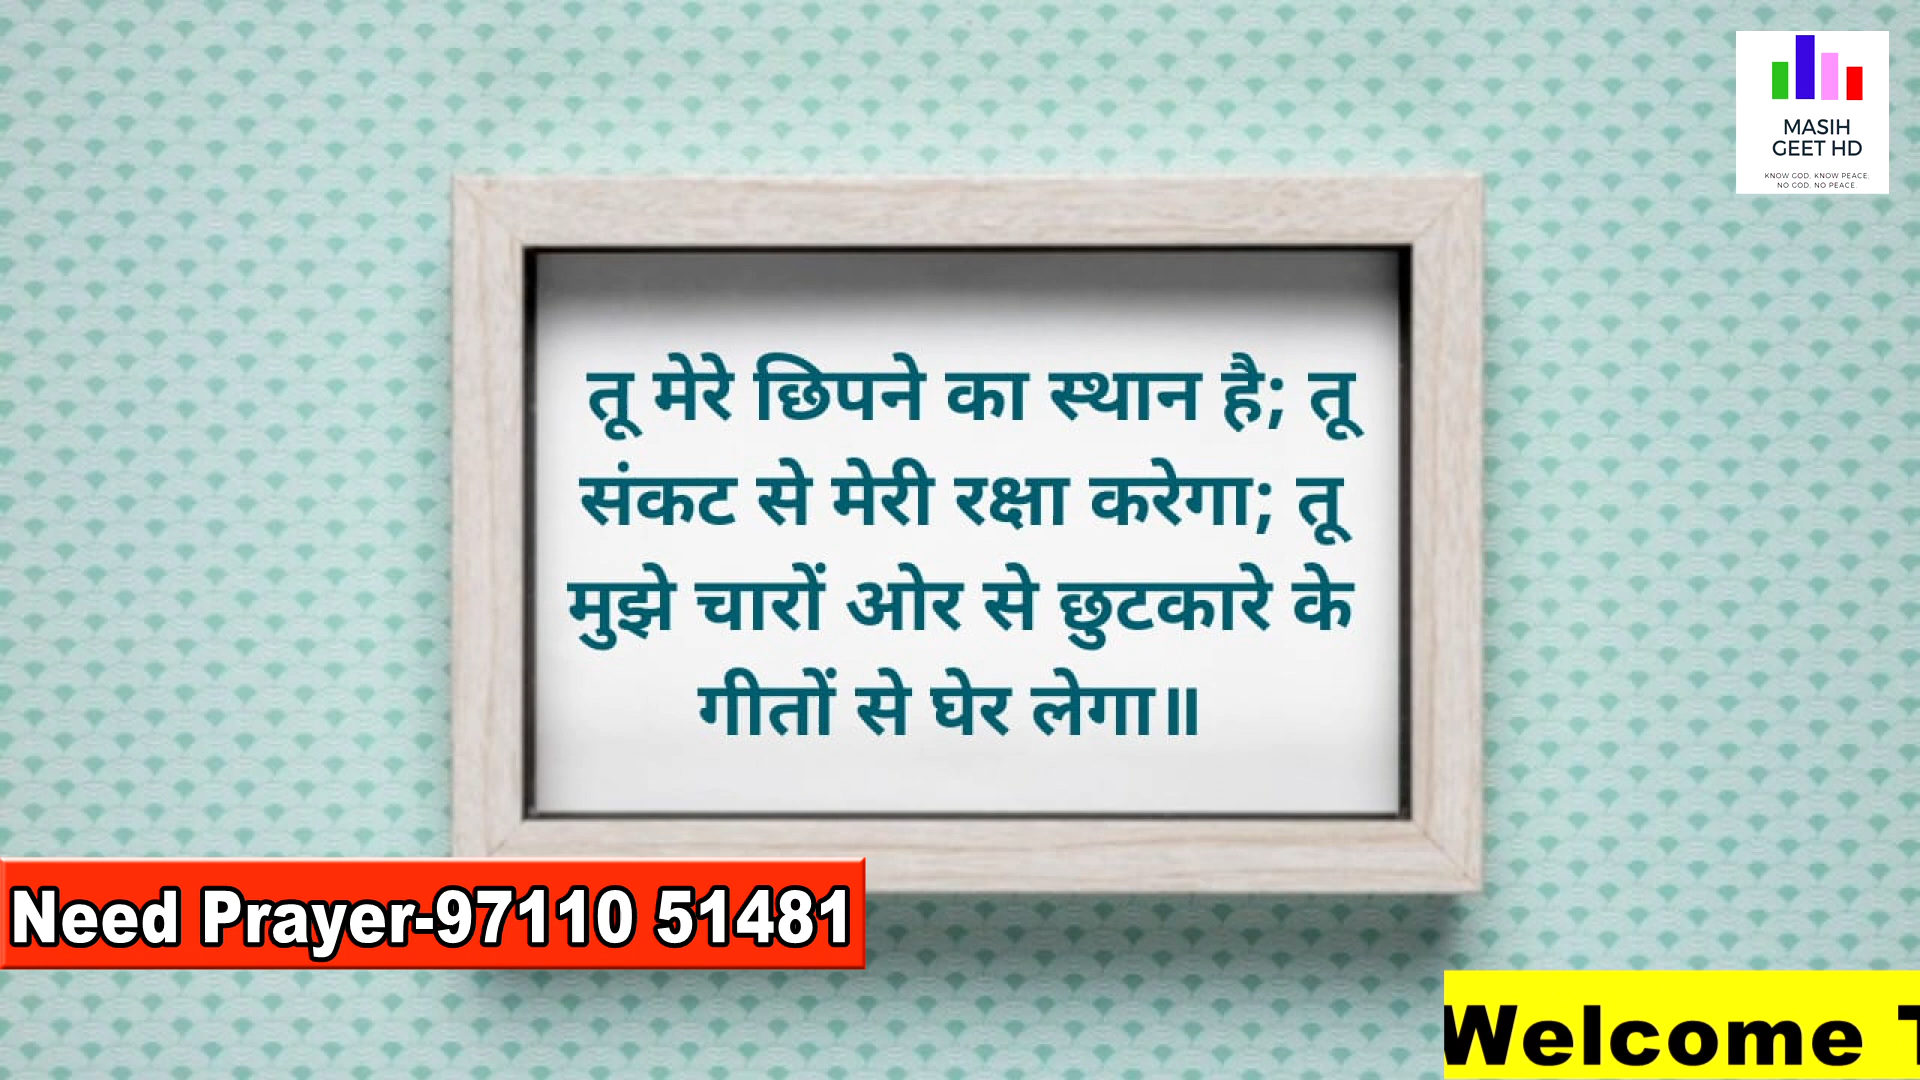 MASIH
GEET HD
KNOW GOD. KNOW PEACE.
NO GOD. NO PEACE.
तू मेरे छिपने का स्थान है; तू
संकट से मेरी रक्षा करेगा; तू
मुझे चारों ओर से छुटकारे के
गीतों से घेर लेगा॥
Need Prayer-97110 51481
Welcome